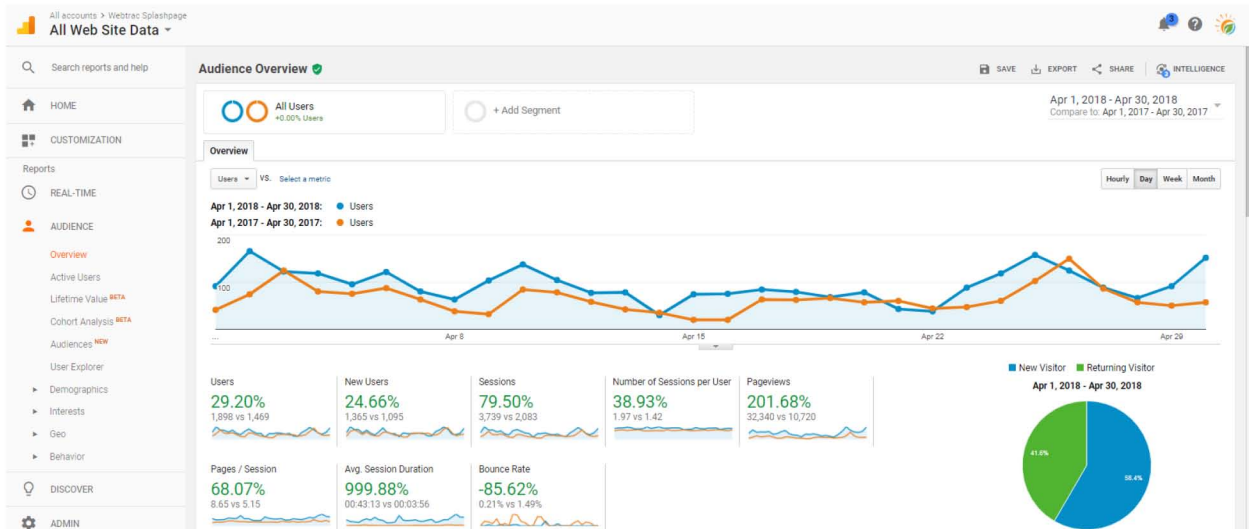 All accounts > Webtrac Splashpage
All Web Site Data
3
Search reports and help
HOME
CUSTOMIZATION
Reports
REAL-TIME
AUDIENCE
Overview
Active Users
Lifetime Value BETA
Cohort Analysis BETA
Audiences NEW
User Explorer
Demographics
Interests
Geo
Behavior
DISCOVER
ADMIN
Audience Overview
SAVE EXPORT SHARE INTELLIGENCE
All Users
+0.00% Users
+ Add Segment
Apr 1, 2018 - Apr 30, 2018
Compare to: Apr 1, 2017 - Apr 30, 2017
Overview
Users VS. Select a metric
Hourly Day Week Month
Apr 1, 2018 - Apr 30, 2018: Users
Apr 1, 2017 - Apr 30, 2017: Users
200
100
... Apr 8 Apr 15 Apr 22 Apr 29
Users
29.20%
1,898 vs 1,469
New Users
24.66%
1,365 vs 1,095
Sessions
79.50%
3,739 vs 2,083
Number of Sessions per User
38.93%
1.97 vs 1.42
Pageviews
201.68%
32,340 vs 10,720
Pages / Session
68.07%
8.65 vs 5.15
Avg. Session Duration
999.88%
00:43:13 vs 00:03:56
Bounce Rate
-85.62%
0.21% vs 1.49%
New Visitor Returning Visitor
Apr 1, 2018 - Apr 30, 2018
41.6%
58.4%